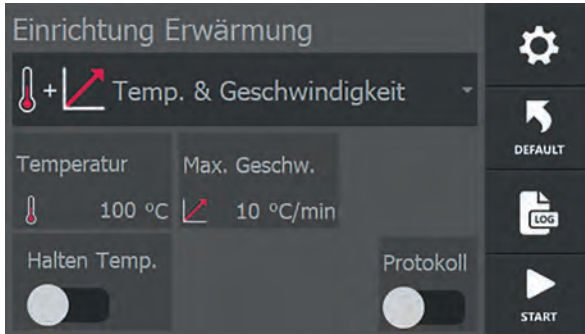 Einrichtung Erwärmung
+ Temp. & Geschwindigkeit
DEFAULT
Temperatur
Max. Geschw.
100 °C
10 °C/min
LOG
Halten Temp.
Protokoll
START